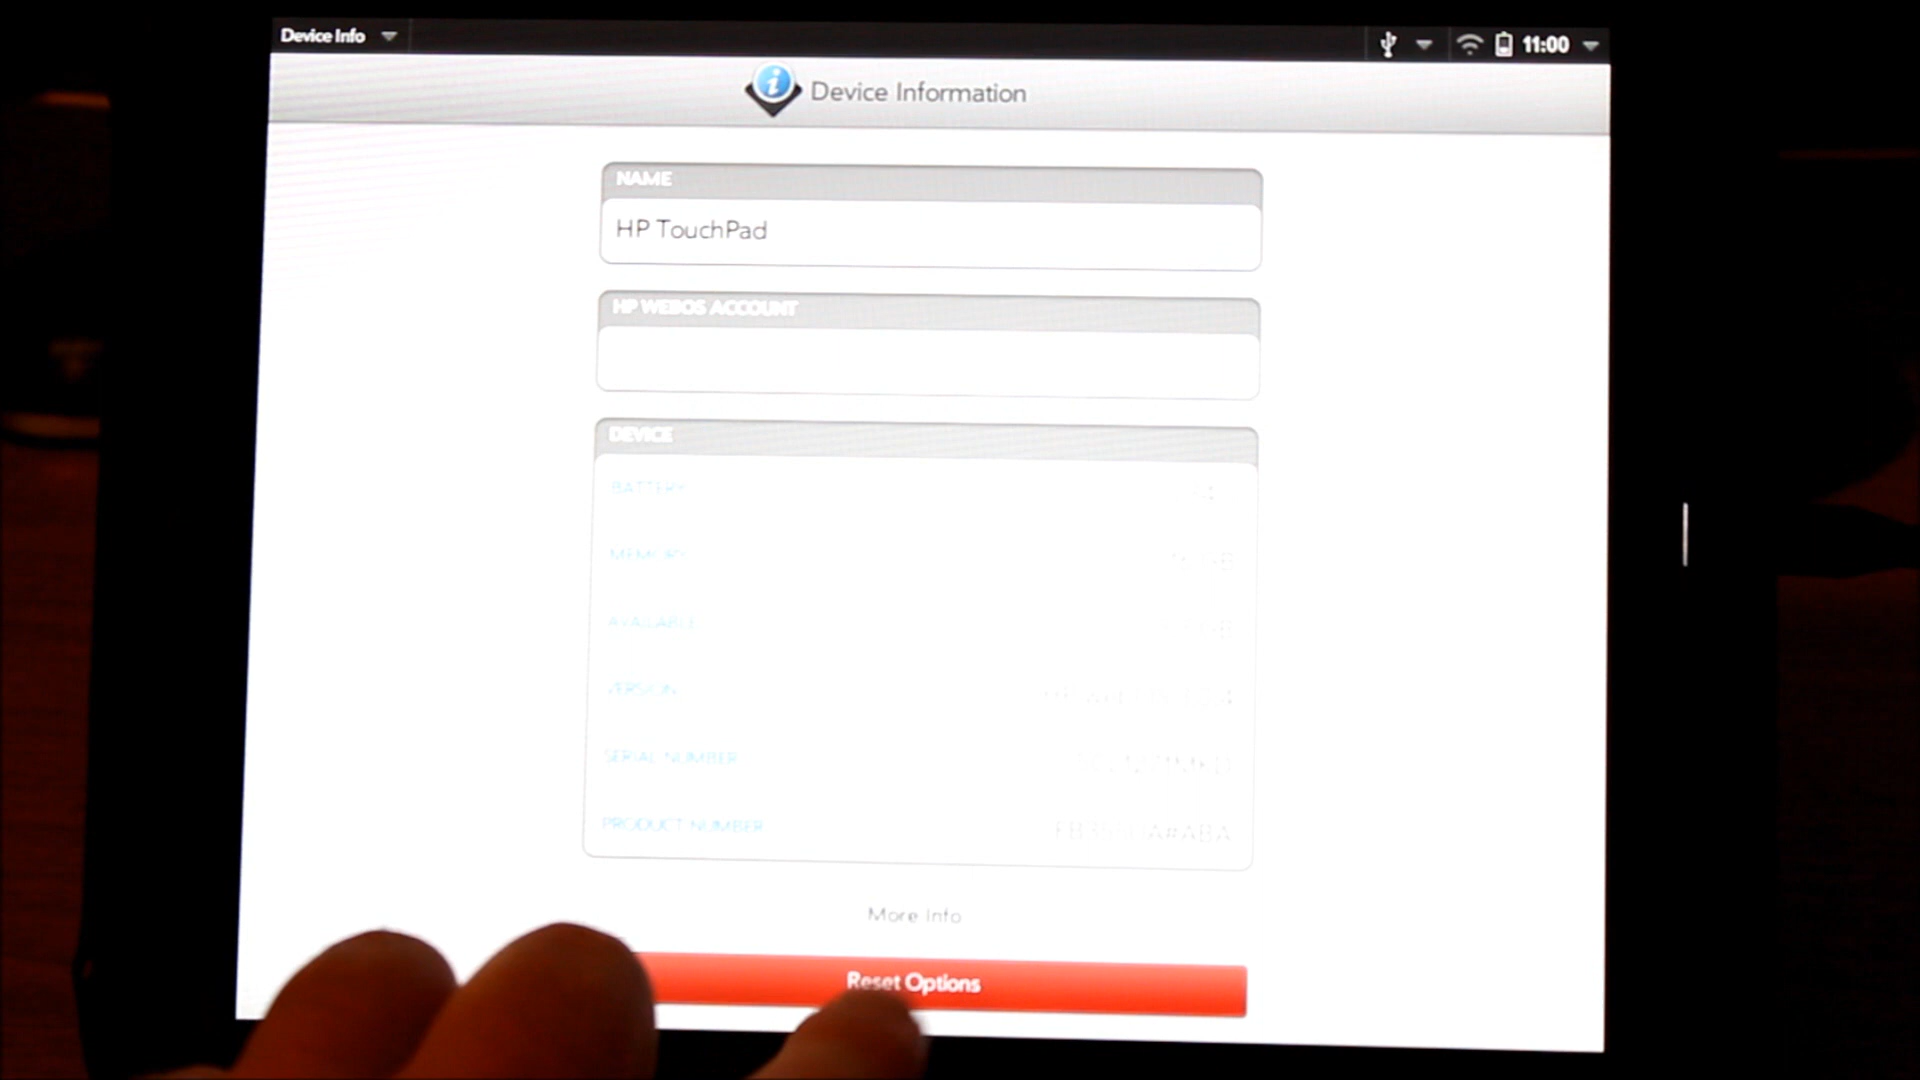 Device Info
11:00
Device Information
NAME
HP TouchPad
HP WEBOS ACCOUNT
DEVICE
BATTERY
MEMORY
AVAILABLE
VERSION
SERIAL NUMBER
PRODUCT NUMBER
More Info
Reset Options